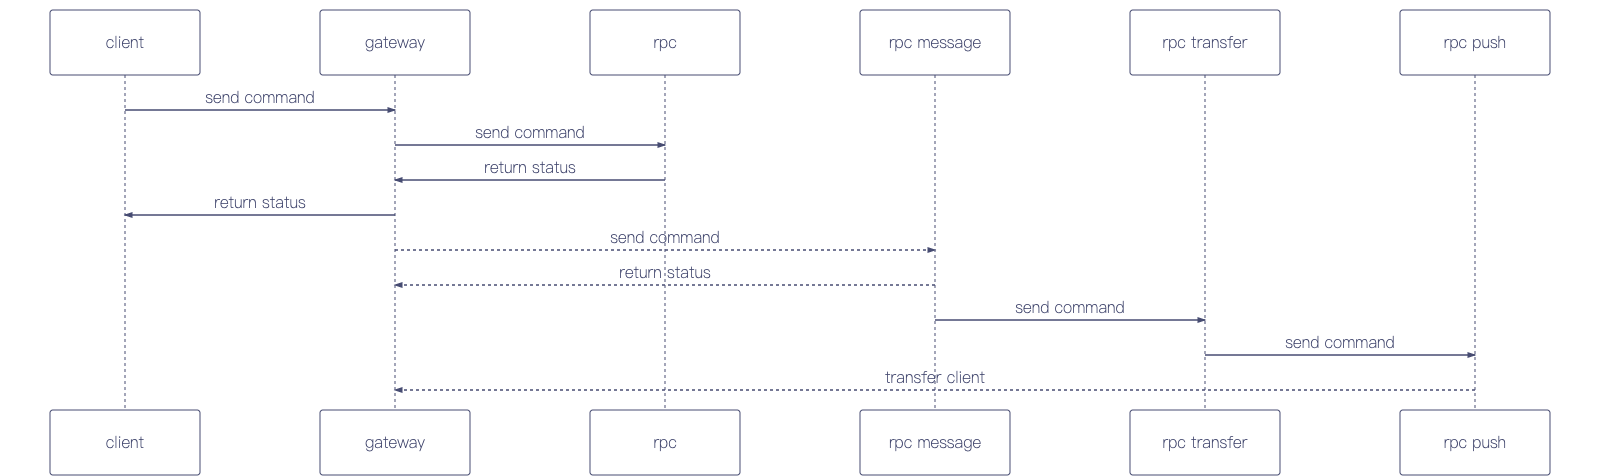 client
gateway
rpc
rpc message
rpc transfer
rpc push
send command
send command
return status
return status
send command
return status
send command
send command
transfer client
client
gateway
rpc
rpc message
rpc transfer
rpc push